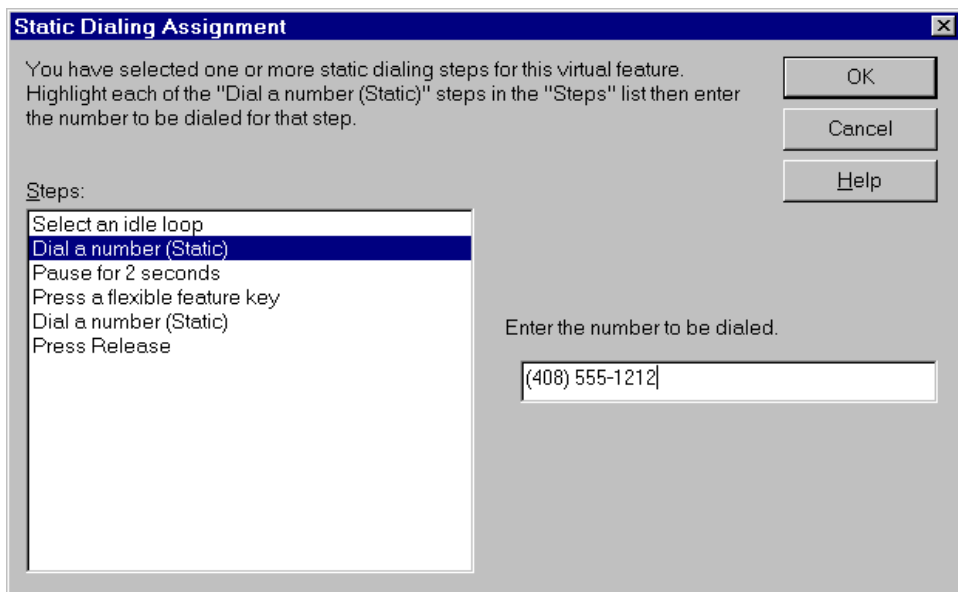 Static Dialing Assignment
You have selected one or more static dialing steps for this virtual feature.
Highlight each of the "Dial a number (Static)" steps in the "Steps" list then enter
the number to be dialed for that step.
OK
Cancel
Help
Steps:
Select an idle loop
Dial a number (Static)
Pause for 2 seconds
Press a flexible feature key
Dial a number (Static)
Press Release
Enter the number to be dialed.
(408) 555-1212